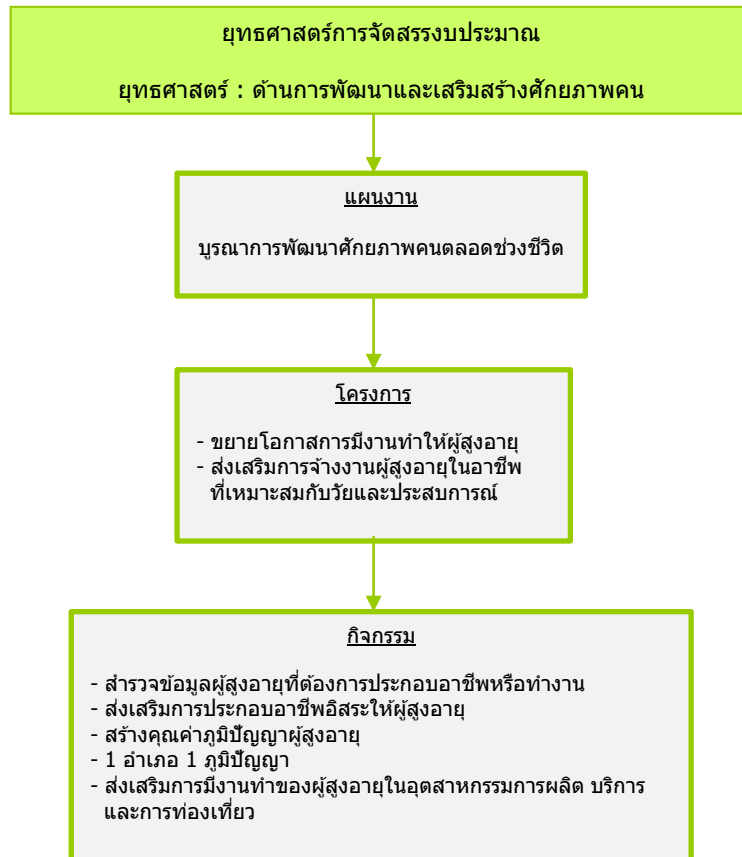 ยุทธศาสตร์การจัดสรรงบประมาณ
ยุทธศาสตร์ : ด้านการพัฒนาและเสริมสร้างศักยภาพคน
แผนงาน
บูรณาการพัฒนาศักยภาพคนตลอดช่วงชีวิต
โครงการ
- ขยายโอกาสการมีงานทำให้ผู้สูงอายุ
- ส่งเสริมการจ้างงานผู้สูงอายุในอาชีพ
ที่เหมาะสมกับวัยและประสบการณ์
กิจกรรม
- สำรวจข้อมูลผู้สูงอายุที่ต้องการประกอบอาชีพหรือทำงาน
- ส่งเสริมการประกอบอาชีพอิสระให้ผู้สูงอายุ
- สร้างคุณค่าภูมิปัญญาผู้สูงอายุ
- 1 อำเภอ 1 ภูมิปัญญา
- ส่งเสริมการมีงานทำของผู้สูงอายุในอุตสาหกรรมการผลิต บริการ
และการท่องเที่ยว